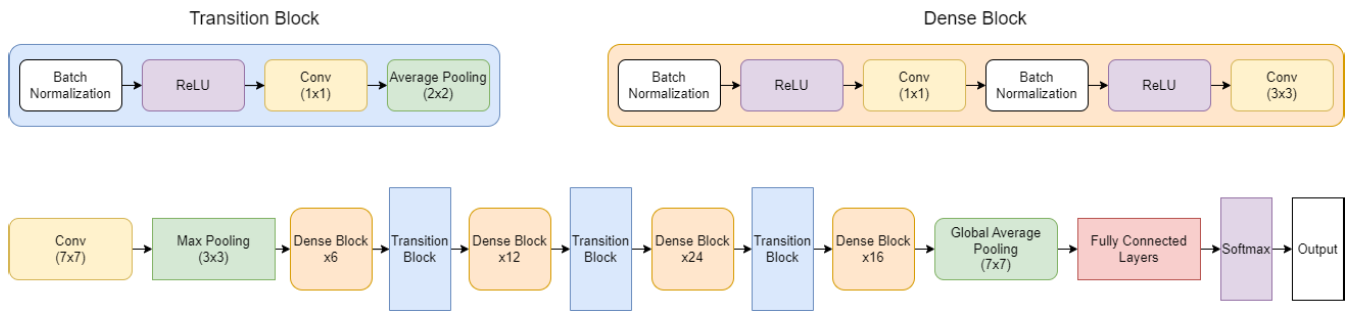 Transition Block
Dense Block
Batch
Normalization
ReLU
Conv
(1x1)
Average Pooling
(2x2)
Batch
Normalization
ReLU
Conv
(1x1)
Batch
Normalization
ReLU
Conv
(3x3)
Conv
(7x7)
Max Pooling
(3x3)
Dense Block
x6
Transition
Block
Dense Block
x12
Transition
Block
Dense Block
x24
Transition
Block
Dense Block
x16
Global Average
Pooling
(7x7)
Fully Connected
Layers
Softmax
Output